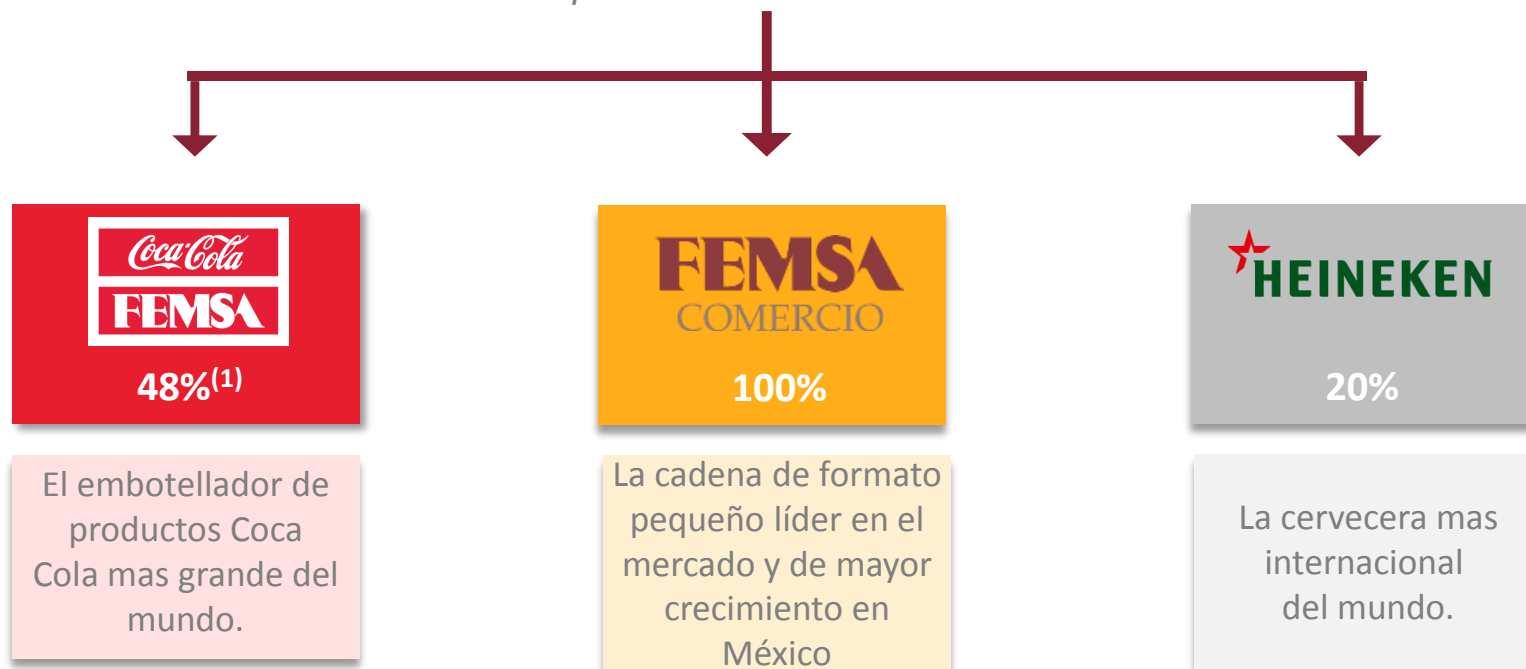 Coca-Cola
FEMSA
48%(1)
FEMSA
COMERCIO
100%
HEINEKEN
20%
El embotellador de
productos Coca
Cola mas grande del
mundo.
La cadena de formato
pequeño líder en el
mercado y de mayor
crecimiento en
México
La cervecera mas
internacional
del mundo.